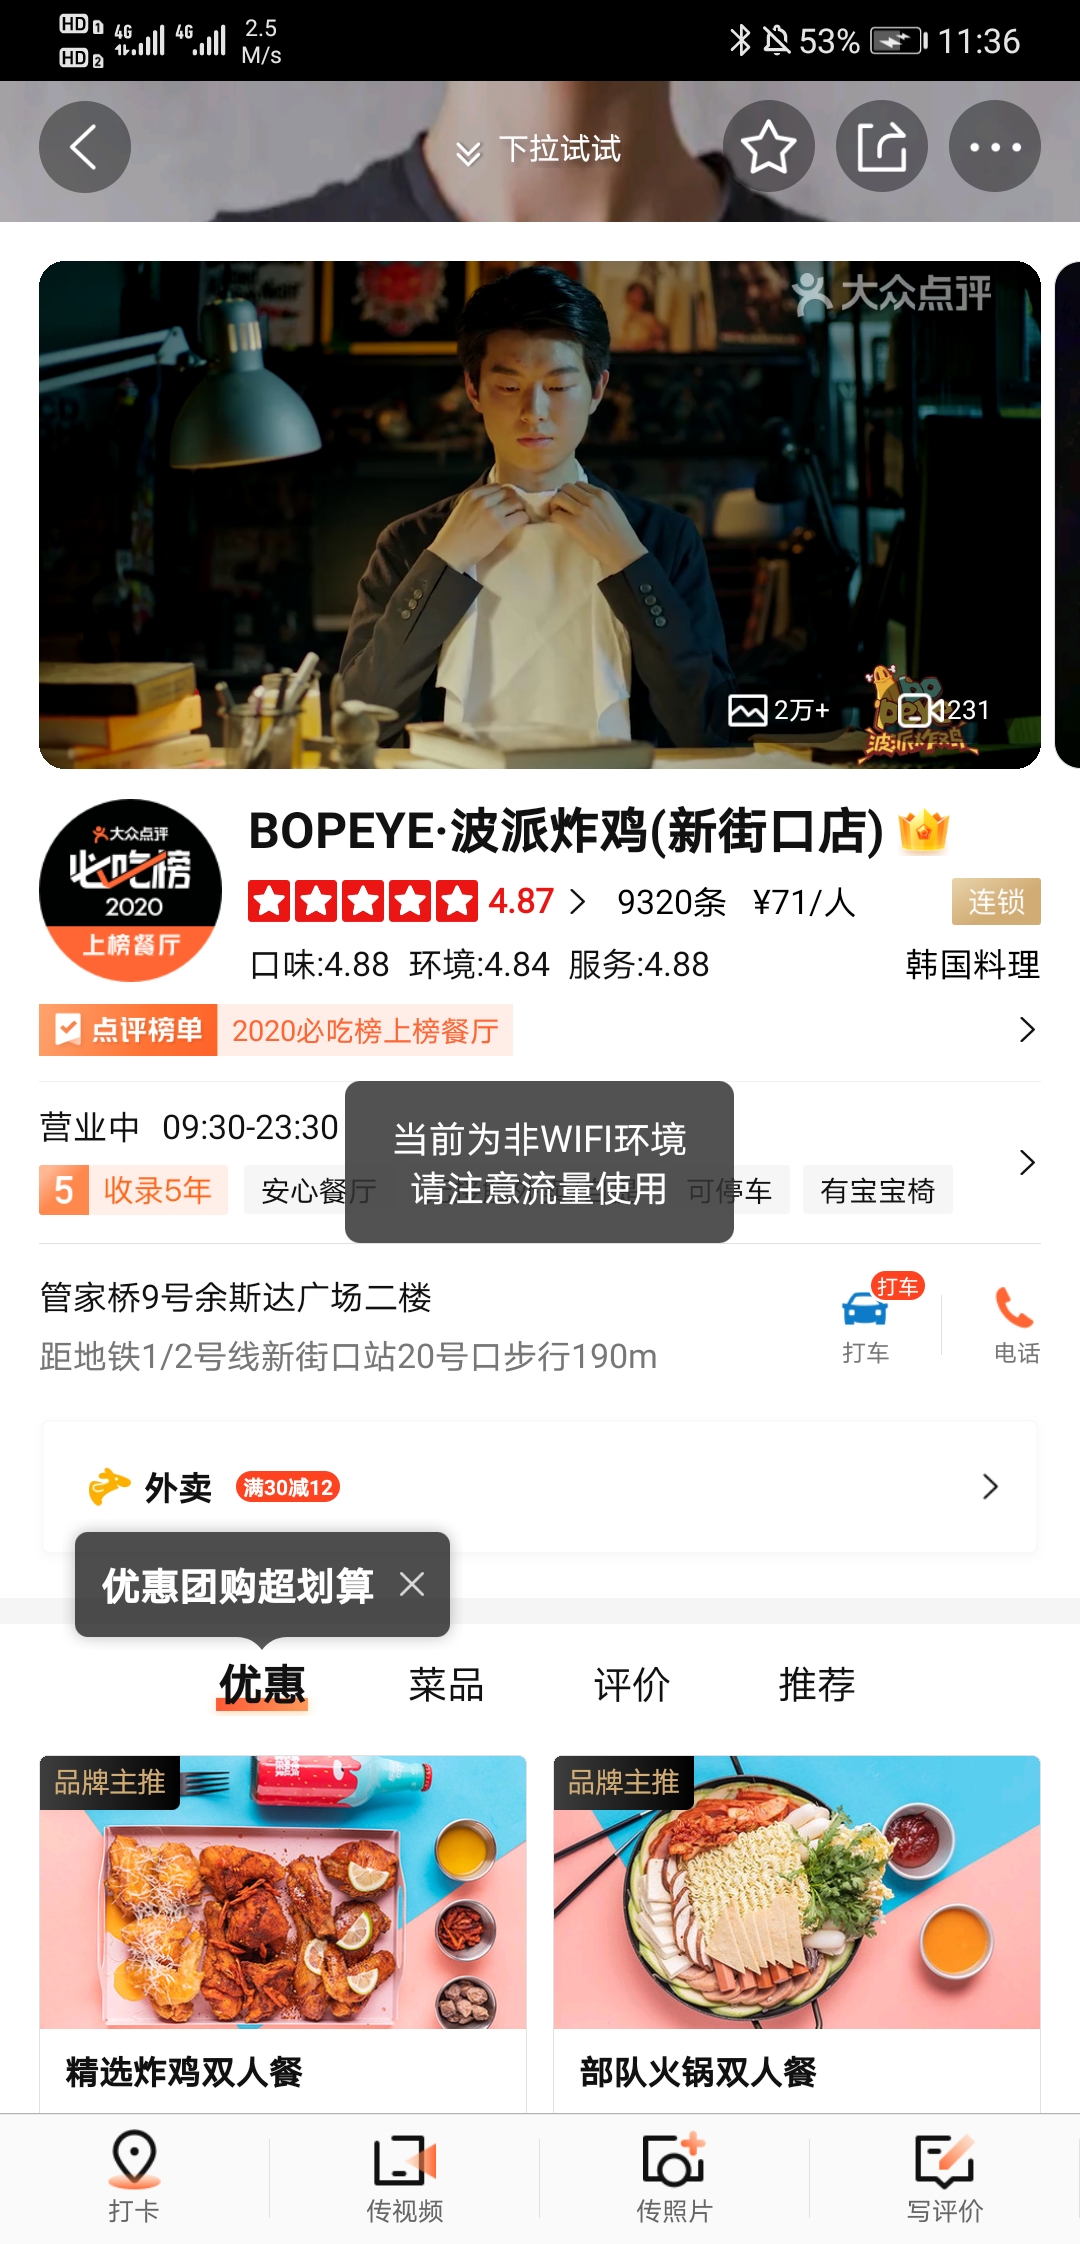 HD 1 4G 4G 2.5
HD 2 M/s
53% 11:36
下拉试试
大众点评
2万+
231
bo
peye
波派炸鸡
大众点评
必吃榜
2020
上榜餐厅
BOPEYE·波派炸鸡(新街口店)
4.87 9320条 ¥71/人 连锁
口味:4.88 环境:4.84 服务:4.88 韩国料理
点评榜单 2020必吃榜上榜餐厅
营业中 09:30-23:30
当前为非WIFI环境
请注意流量使用
5 收录5年 安心餐厅 可停车 有宝宝椅
管家桥9号余斯达广场二楼
打车
距地铁1/2号线新街口站20号口步行190m
打车 电话
外卖 满30减12
优惠团购超划算
优惠 菜品 评价 推荐
品牌主推 品牌主推
精选炸鸡双人餐 部队火锅双人餐
打卡 传视频 传照片 写评价